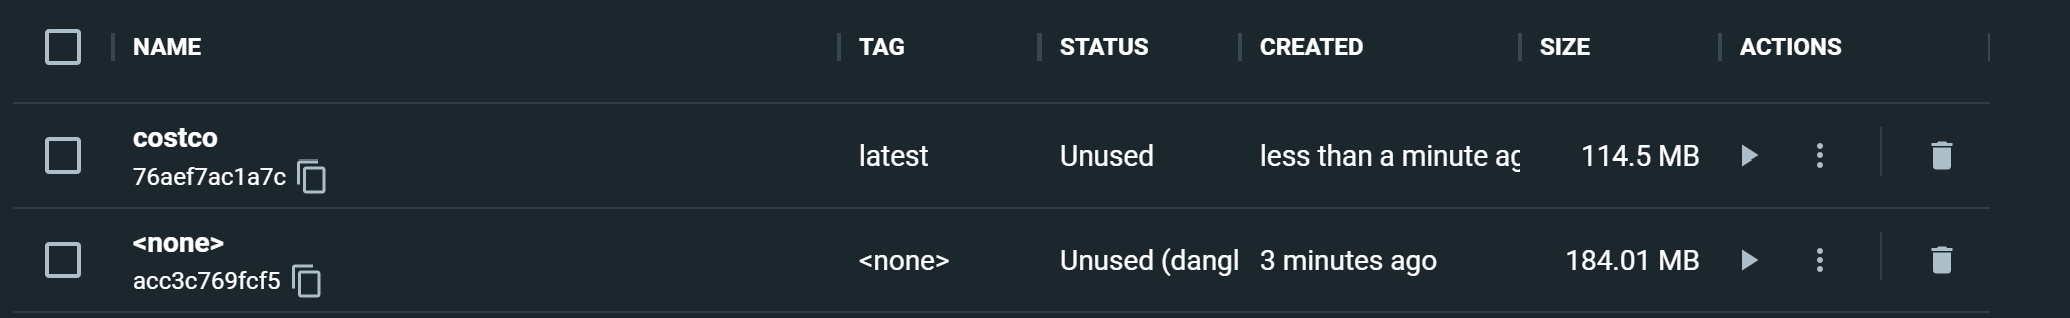 NAME TAG STATUS CREATED SIZE ACTIONS
costco
76aef7ac1a7c
latest Unused less than a minute ag 114.5 MB
<none>
acc3c769fcf5
<none> Unused (dangl 3 minutes ago 184.01 MB